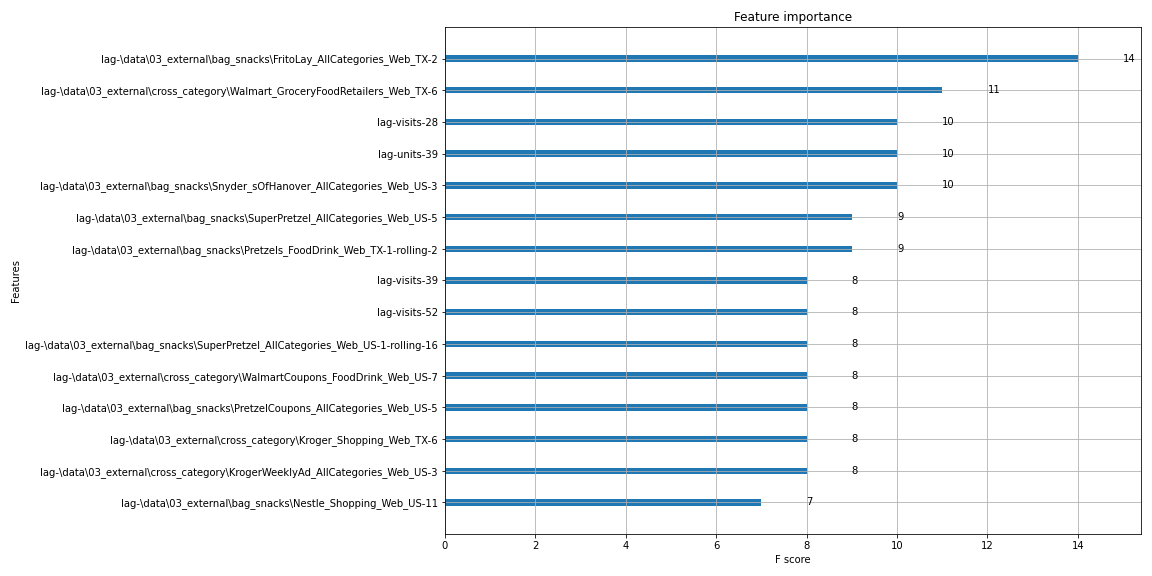 Feature importance
Features
lag-\data\03_external\bag_snacks\FritoLay_AllCategories_Web_TX-2 14
lag-\data\03_external\cross_category\Walmart_GroceryFoodRetailers_Web_TX-6 11
lag-visits-28 10
lag-units-39 10
lag-\data\03_external\bag_snacks\Snyder_sOfHanover_AllCategories_Web_US-3 10
lag-\data\03_external\bag_snacks\SuperPretzel_AllCategories_Web_US-5 9
lag-\data\03_external\bag_snacks\Pretzels_FoodDrink_Web_TX-1-rolling-2 9
lag-visits-39 8
lag-visits-52 8
lag-\data\03_external\bag_snacks\SuperPretzel_AllCategories_Web_US-1-rolling-16 8
lag-\data\03_external\cross_category\WalmartCoupons_FoodDrink_Web_US-7 8
lag-\data\03_external\bag_snacks\PretzelCoupons_AllCategories_Web_US-5 8
lag-\data\03_external\cross_category\Kroger_Shopping_Web_TX-6 8
lag-\data\03_external\cross_category\KrogerWeeklyAd_AllCategories_Web_US-3 8
lag-\data\03_external\bag_snacks\Nestle_Shopping_Web_US-11 7
0 2 4 6 8 10 12 14
F score